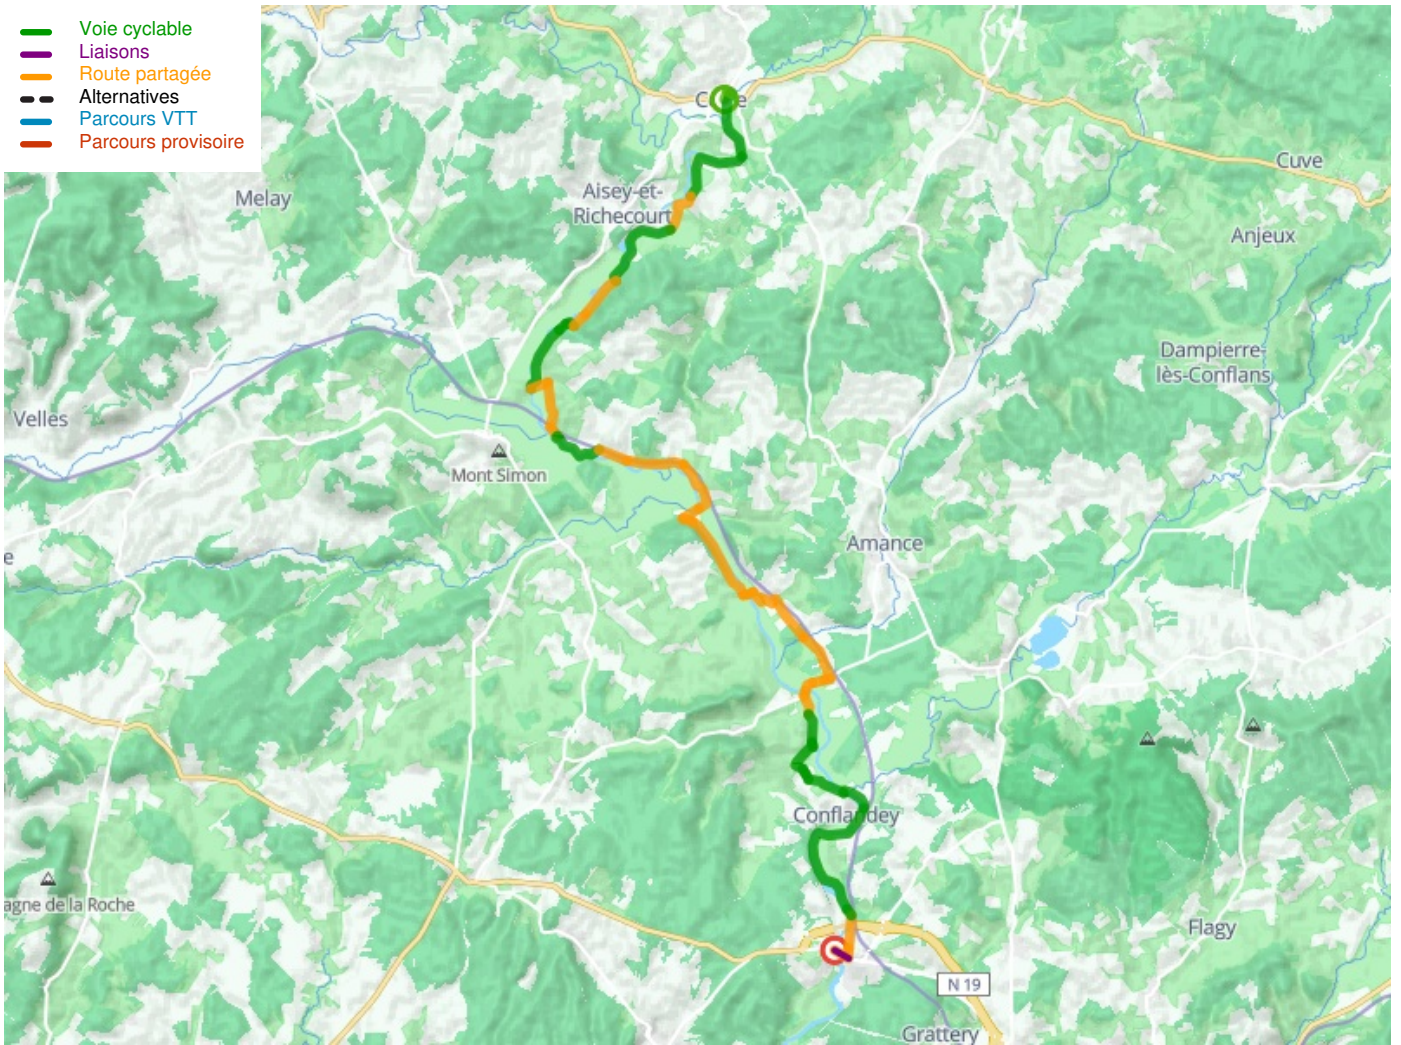 Voie cyclable
Liaisons
Route partagée
Alternatives
Parcours VTT
Parcours provisoire
Cuve
Melay
Aisey-et-
Richecourt
Anjeux
Dampierre-
lès-Conflans
Velles
Mont Simon
Amance
Conflandey
agne de la Roche
Flagy
N 19
Grattery